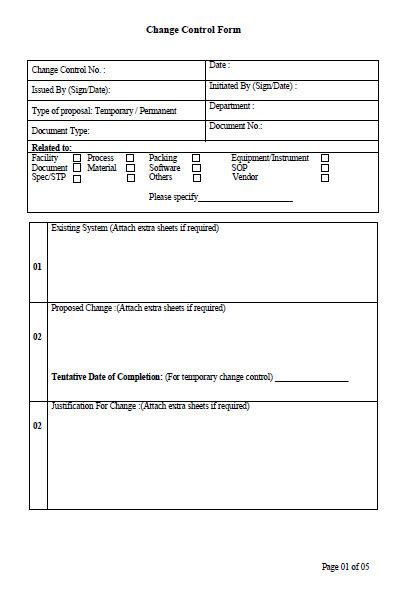 Change Control Form
Change Control No. :
Date :
Issued By (Sign/Date):
Initiated By (Sign/Date) :
Type of proposal: Temporary / Permanent
Department :
Document Type:
Document No.:
Related to:
Facility Process Packing Equipment/Instrument
Document Material Software SOP
Spec/STP Others Vendor
Please specify____________________
Existing System (Attach extra sheets if required)
01
Proposed Change :(Attach extra sheets if required)
02
Tentative Date of Completion: (For temporary change control) ________________
Justification For Change :(Attach extra sheets if required)
02
Page 01 of 05